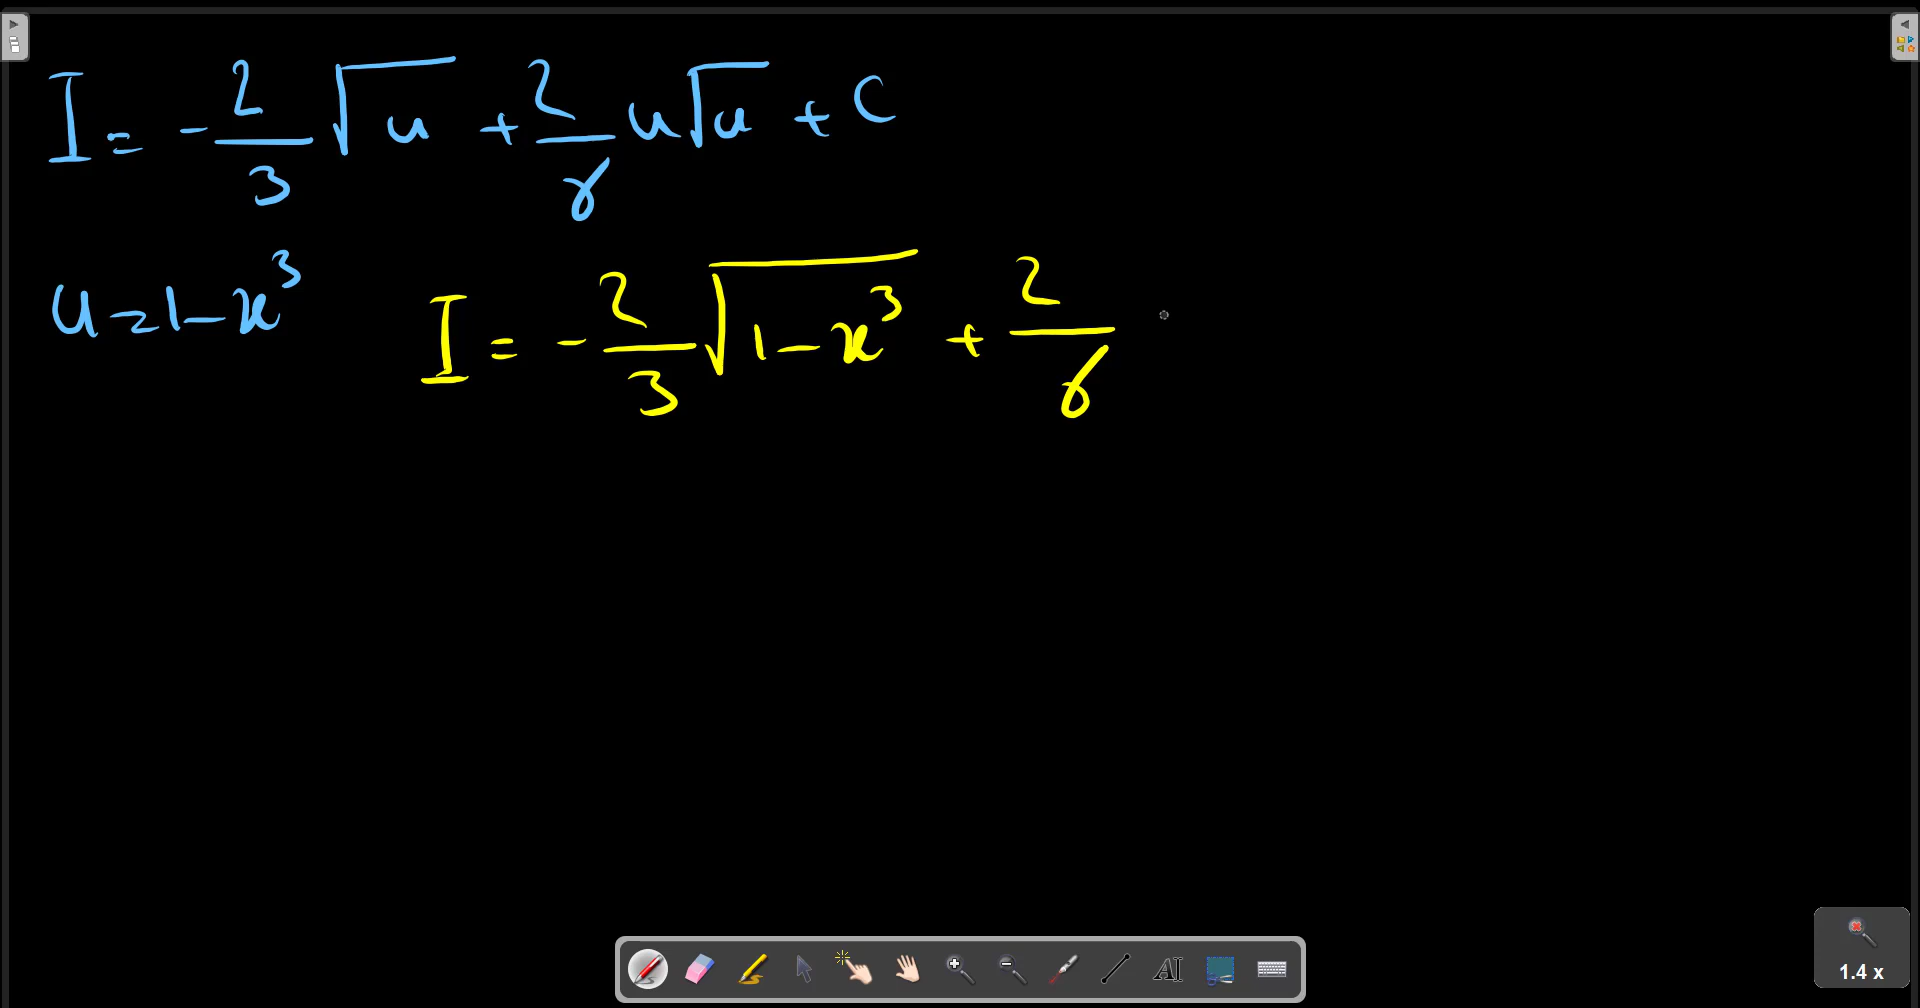 I = - 2/3 √u + 2/8 u√u + C
u = 1 - x³
I = - 2/3 √(1 - x³) + 2/8
1.4 x